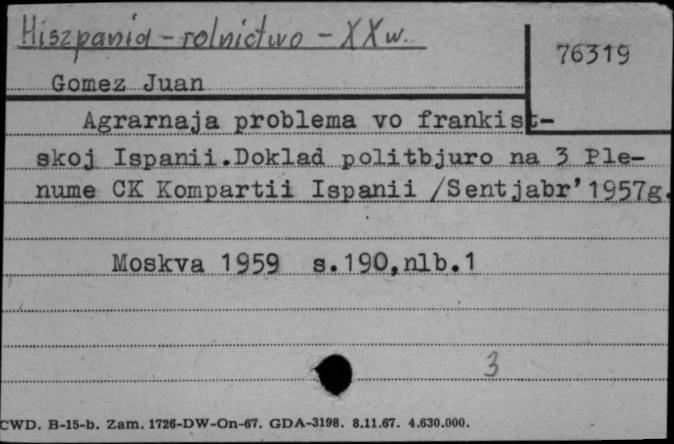 Hiszpania - rolnictwo - XX w.
76319
Gomez Juan
Agrarnaja problema vo frankist-
skoj Ispanii.Doklad politbjuro na 3 Ple-
nume CK Kompartii Ispanii /Sentjabr’1957g.
Moskva 1959 s.190,nlb.1
3
CWD. B-15-b. Zam. 1726-DW-On-67. GDA-3198. 8.11.67. 4.630.000.